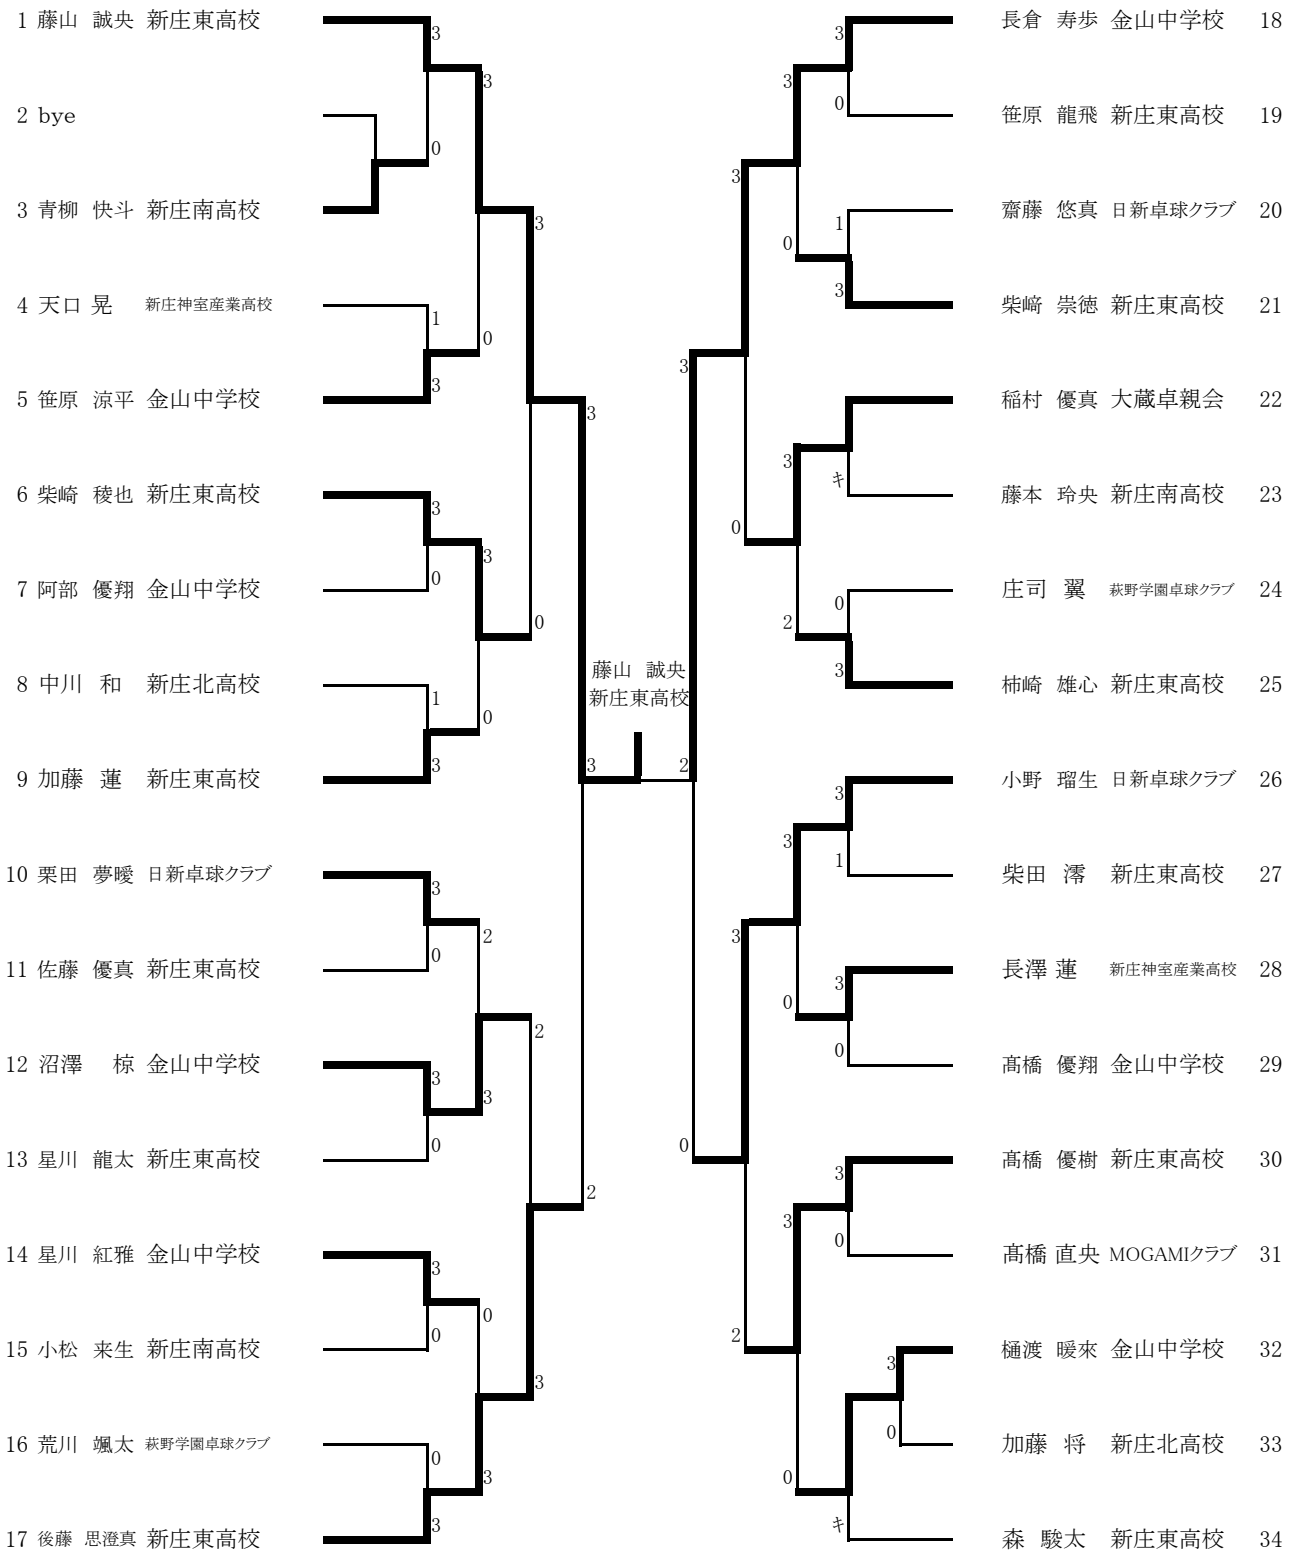 1 藤山 誠央 新庄東高校
2 bye
3 青柳 快斗 新庄南高校
4 天口 晃 新庄神室産業高校
5 笹原 涼平 金山中学校
6 柴崎 稜也 新庄東高校
7 阿部 優翔 金山中学校
8 中川 和 新庄北高校
9 加藤 蓮 新庄東高校
10 栗田 夢曖 日新卓球クラブ
11 佐藤 優真 新庄東高校
12 沼澤 椋 金山中学校
13 星川 龍太 新庄東高校
14 星川 紅雅 金山中学校
15 小松 来生 新庄南高校
16 荒川 颯太 萩野学園卓球クラブ
17 後藤 思澄真 新庄東高校
3
0
1
3
3
0
1
3
3
0
3
0
3
0
0
3
3
0
3
0
2
3
0
3
3
0
2
3
3
2
3
藤山 誠央
新庄東高校
2
3
0
3
0
3
2
3
0
3
2
3
0
3
0
3
0
1
3
キ
0
3
3
1
3
0
3
0
3
0
キ
長倉 寿歩 金山中学校 18
笹原 龍飛 新庄東高校 19
齋藤 悠真 日新卓球クラブ 20
柴﨑 崇徳 新庄東高校 21
稲村 優真 大蔵卓親会 22
藤本 玲央 新庄南高校 23
庄司 翼 萩野学園卓球クラブ 24
柿崎 雄心 新庄東高校 25
小野 瑠生 日新卓球クラブ 26
柴田 澪 新庄東高校 27
長澤 蓮 新庄神室産業高校 28
髙橋 優翔 金山中学校 29
髙橋 優樹 新庄東高校 30
髙橋 直央 MOGAMIクラブ 31
樋渡 暖來 金山中学校 32
加藤 将 新庄北高校 33
森 駿太 新庄東高校 34